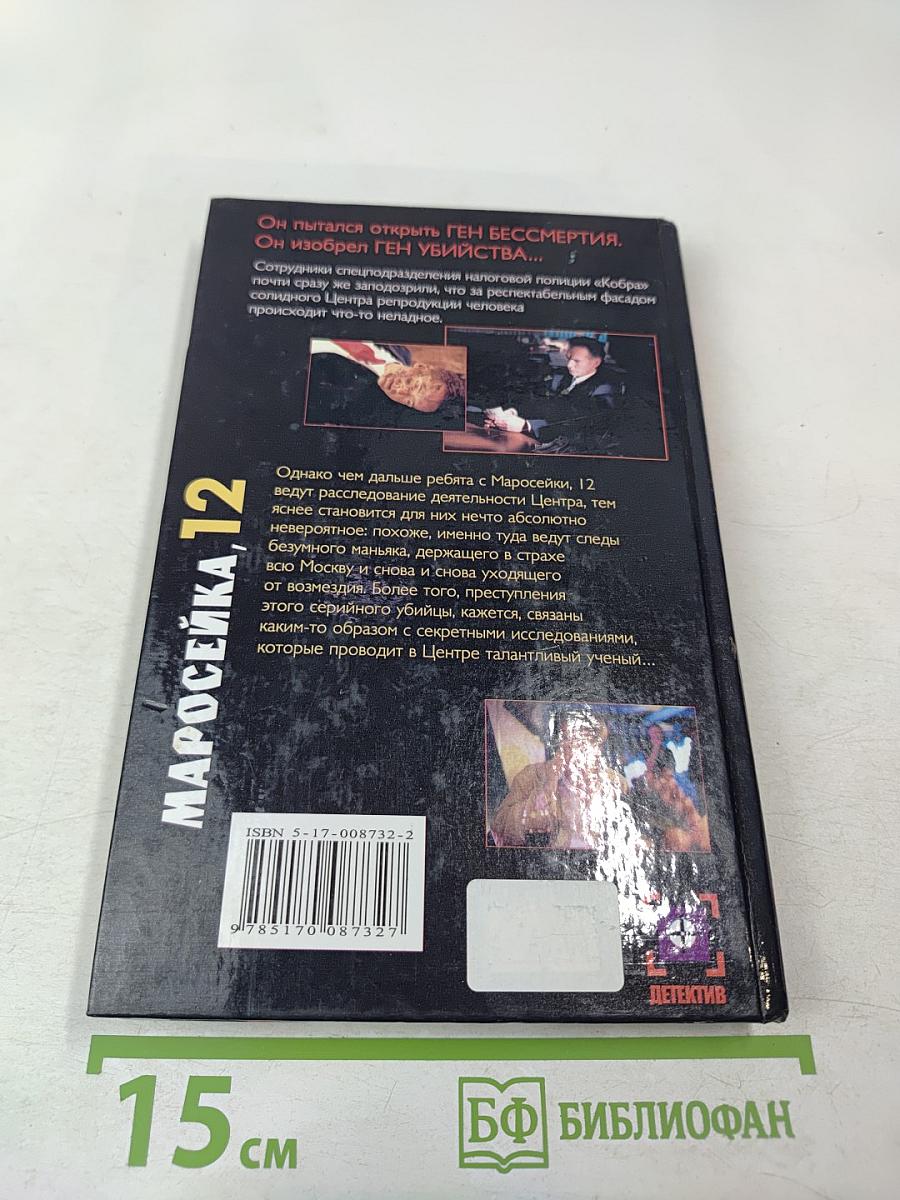 Он пытался открыть ГЕН БЕССМЕРТИЯ.
Он изобрел ГЕН УБИЙСТВА...
Сотрудники спецподразделения налоговой полиции «Кобра»
почти сразу же заподозрили, что за респектабельным фасадом
солидного Центра репродукции человека
происходит что-то неладное.
Однако чем дальше ребята с Маросейки, 12
ведут расследование деятельности Центра, тем
яснее становится для них нечто абсолютно
невероятное: похоже, именно туда ведут следы
безумного маньяка, держащего в страхе
всю Москву и снова и снова уходящего
от возмездия. Более того, преступления
этого серийного убийцы, кажется, связаны
каким-то образом с секретными исследованиями,
которые проводит в Центре талантливый ученый...
МАРОСЕЙКА, 12
ISBN 5-17-008732-2
9 785170 087327
ДЕТЕКТИВ
15 см
БФ БИБЛИОФАН